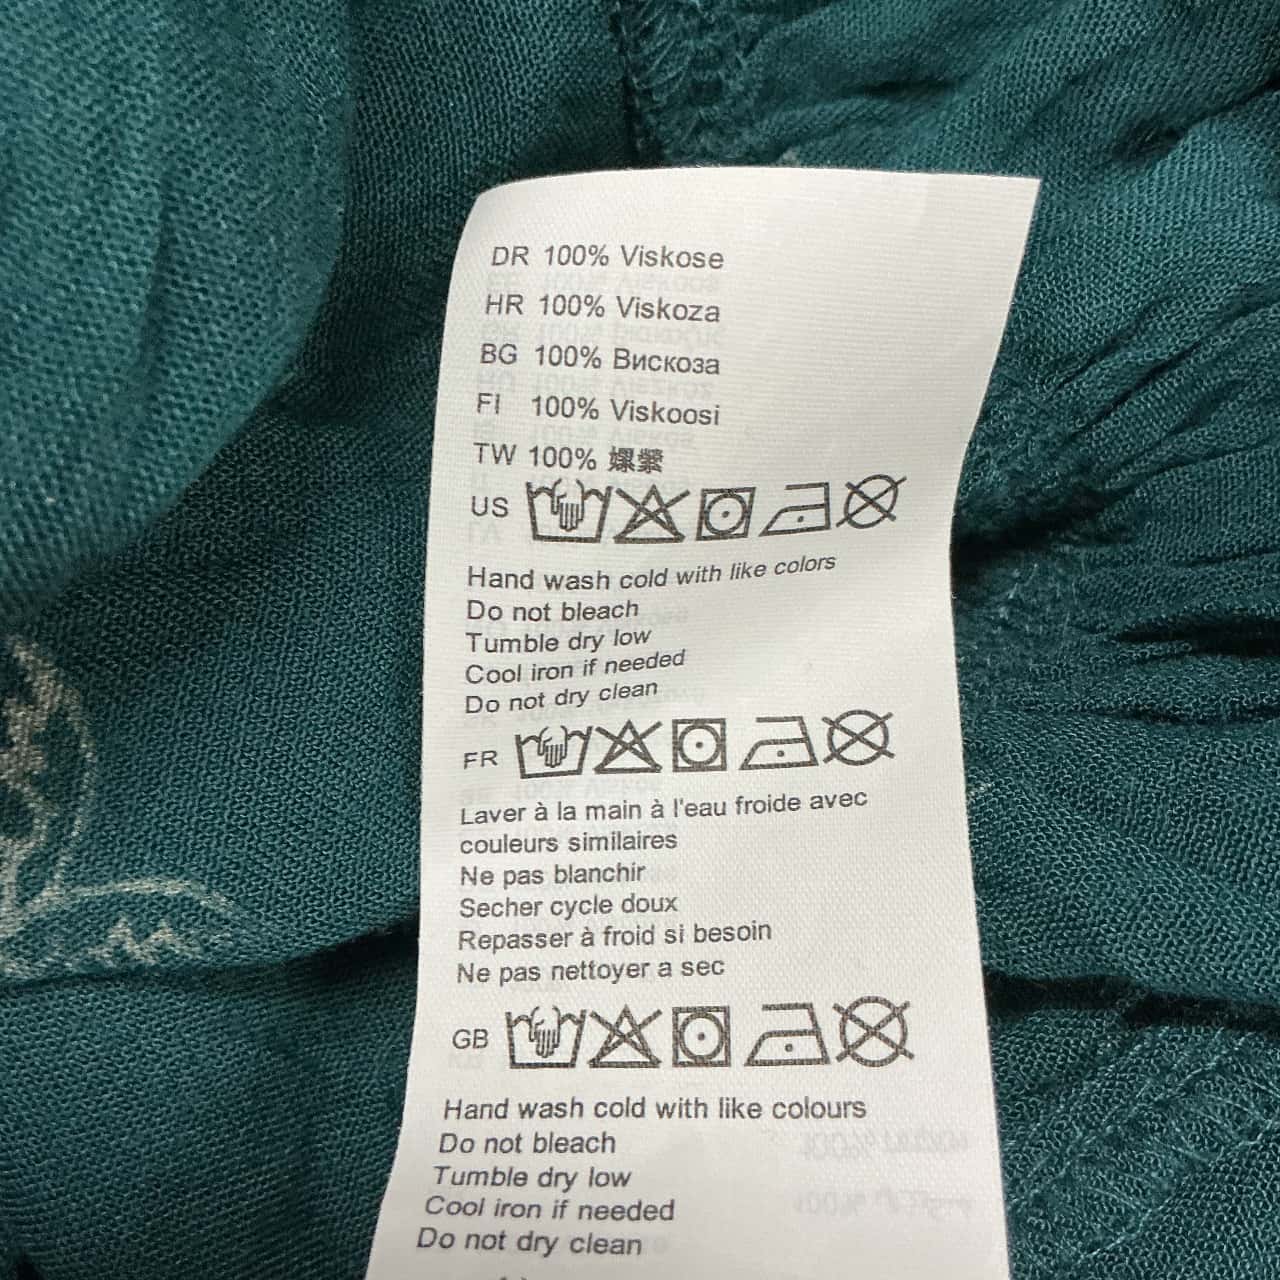 DR 100% Viskose
HR 100% Viskoza
BG 100% Вискоза
FI 100% Viskoosi
TW 100% 嫘縈
US
Hand wash cold with like colors
Do not bleach
Tumble dry low
Cool iron if needed
Do not dry clean
FR
Laver à la main à l'eau froide avec
couleurs similaires
Ne pas blanchir
Secher cycle doux
Repasser à froid si besoin
Ne pas nettoyer a sec
GB
Hand wash cold with like colours
Do not bleach
Tumble dry low
Cool iron if needed
Do not dry clean